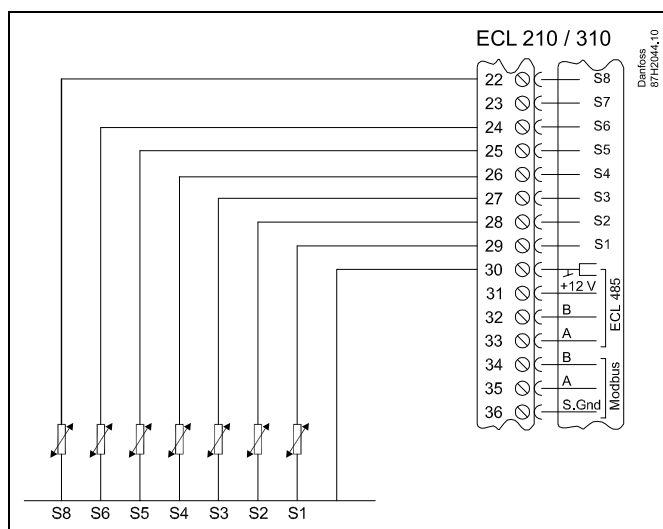 ECL 210 / 310
Danfoss
87H2044.10
22 S8
23 S7
24 S6
25 S5
26 S4
27 S3
28 S2
29 S1
30
31 +12 V
32 B
33 A
ECL 485
34 B
35 A
36 S.Gnd
Modbus
S8 S6 S5 S4 S3 S2 S1